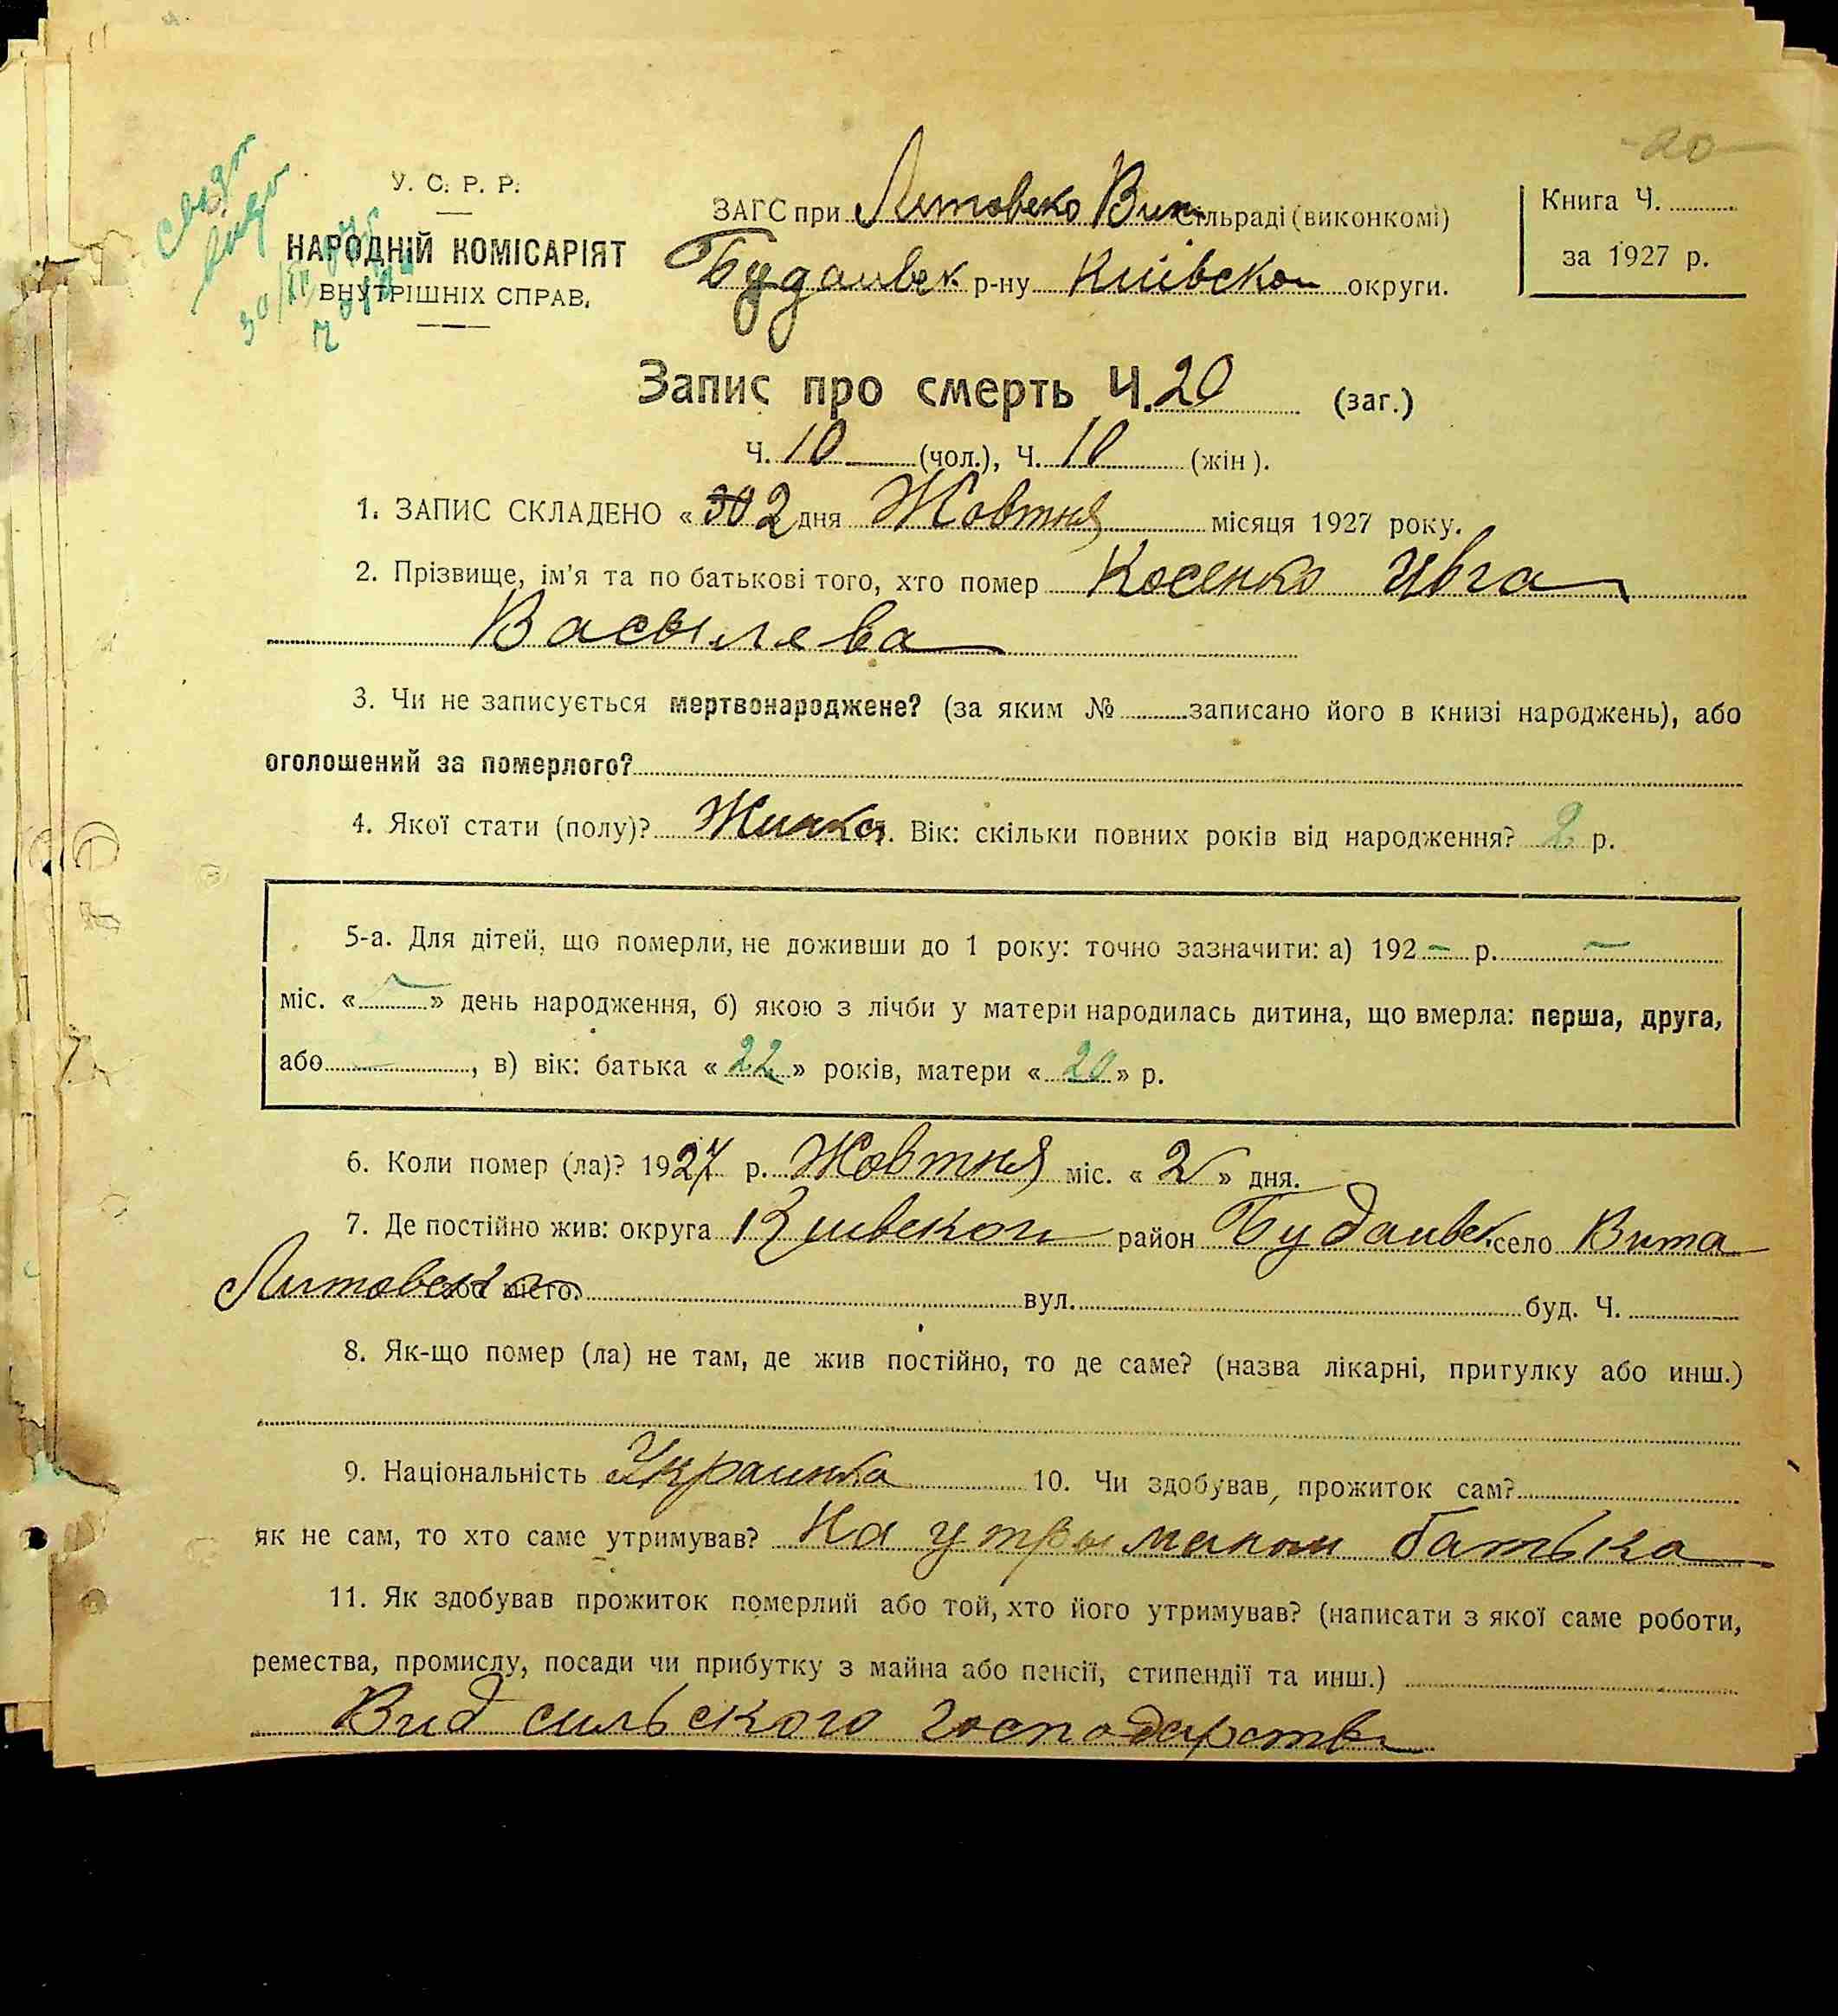 20
У. С. Р. Р.
НАРОДНІЙ КОМІСАРІЯТ
ВНУТРІШНІХ СПРАВ.
ЗАГС при Литовеко Вит сільраді (виконкомі)
Будаивск р-ну Київскои округи.
Книга Ч.
за 1927 р.
Запис про смерть Ч. 20 (заг.)
Ч. 10 (чол.), Ч. 10 (жін).
1. ЗАПИС СКЛАДЕНО « 30 2 дня Жовтня місяця 1927 року.
2. Прізвище, ім'я та по батькові того, хто помер Косенко Ивга
Васылева
3. Чи не записується мертвонароджене? (за яким № записано його в книзі народжень), або
оголошений за померлого?
4. Якої стати (полу)? Жинка. Вік: скільки повних років від народження? 2 р.
5-а. Для дітей, що померли, не доживши до 1 року: точно зазначити: а) 192 – р. –
міс. « – » день народження, б) якою з лічби у матери народилась дитина, що вмерла: перша, друга,
або – , в) вік: батька « 22 » років, матери « 20 » р.
6. Коли помер (ла)? 1927 р. Жовтня міс. « 2 » дня.
7. Де постійно жив: округа Киивскои район Будаивск село Вита
Литовска або місто вул. буд. Ч.
8. Як-що помер (ла) не там, де жив постійно, то де саме? (назва лікарні, притулку або инш.)
9. Національність Украинка 10. Чи здобував, прожиток сам?
як не сам, то хто саме утримував? На утрыманои батька
11. Як здобував прожиток померлий або той, хто його утримував? (написати з якої саме роботи,
ремества, промислу, посади чи прибутку з майна або пенсії, стипендії та инш.)
Вид сильского господарства